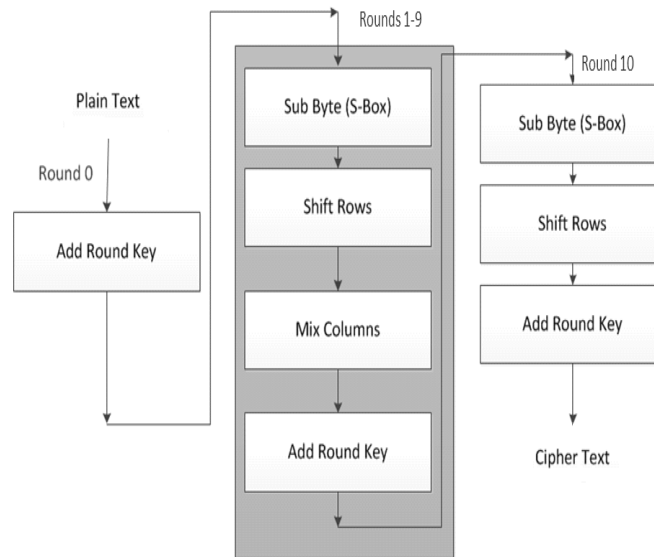 Plain Text
Round 0
Add Round Key
Rounds 1-9
Sub Byte (S-Box)
Shift Rows
Mix Columns
Add Round Key
Round 10
Sub Byte (S-Box)
Shift Rows
Add Round Key
Cipher Text